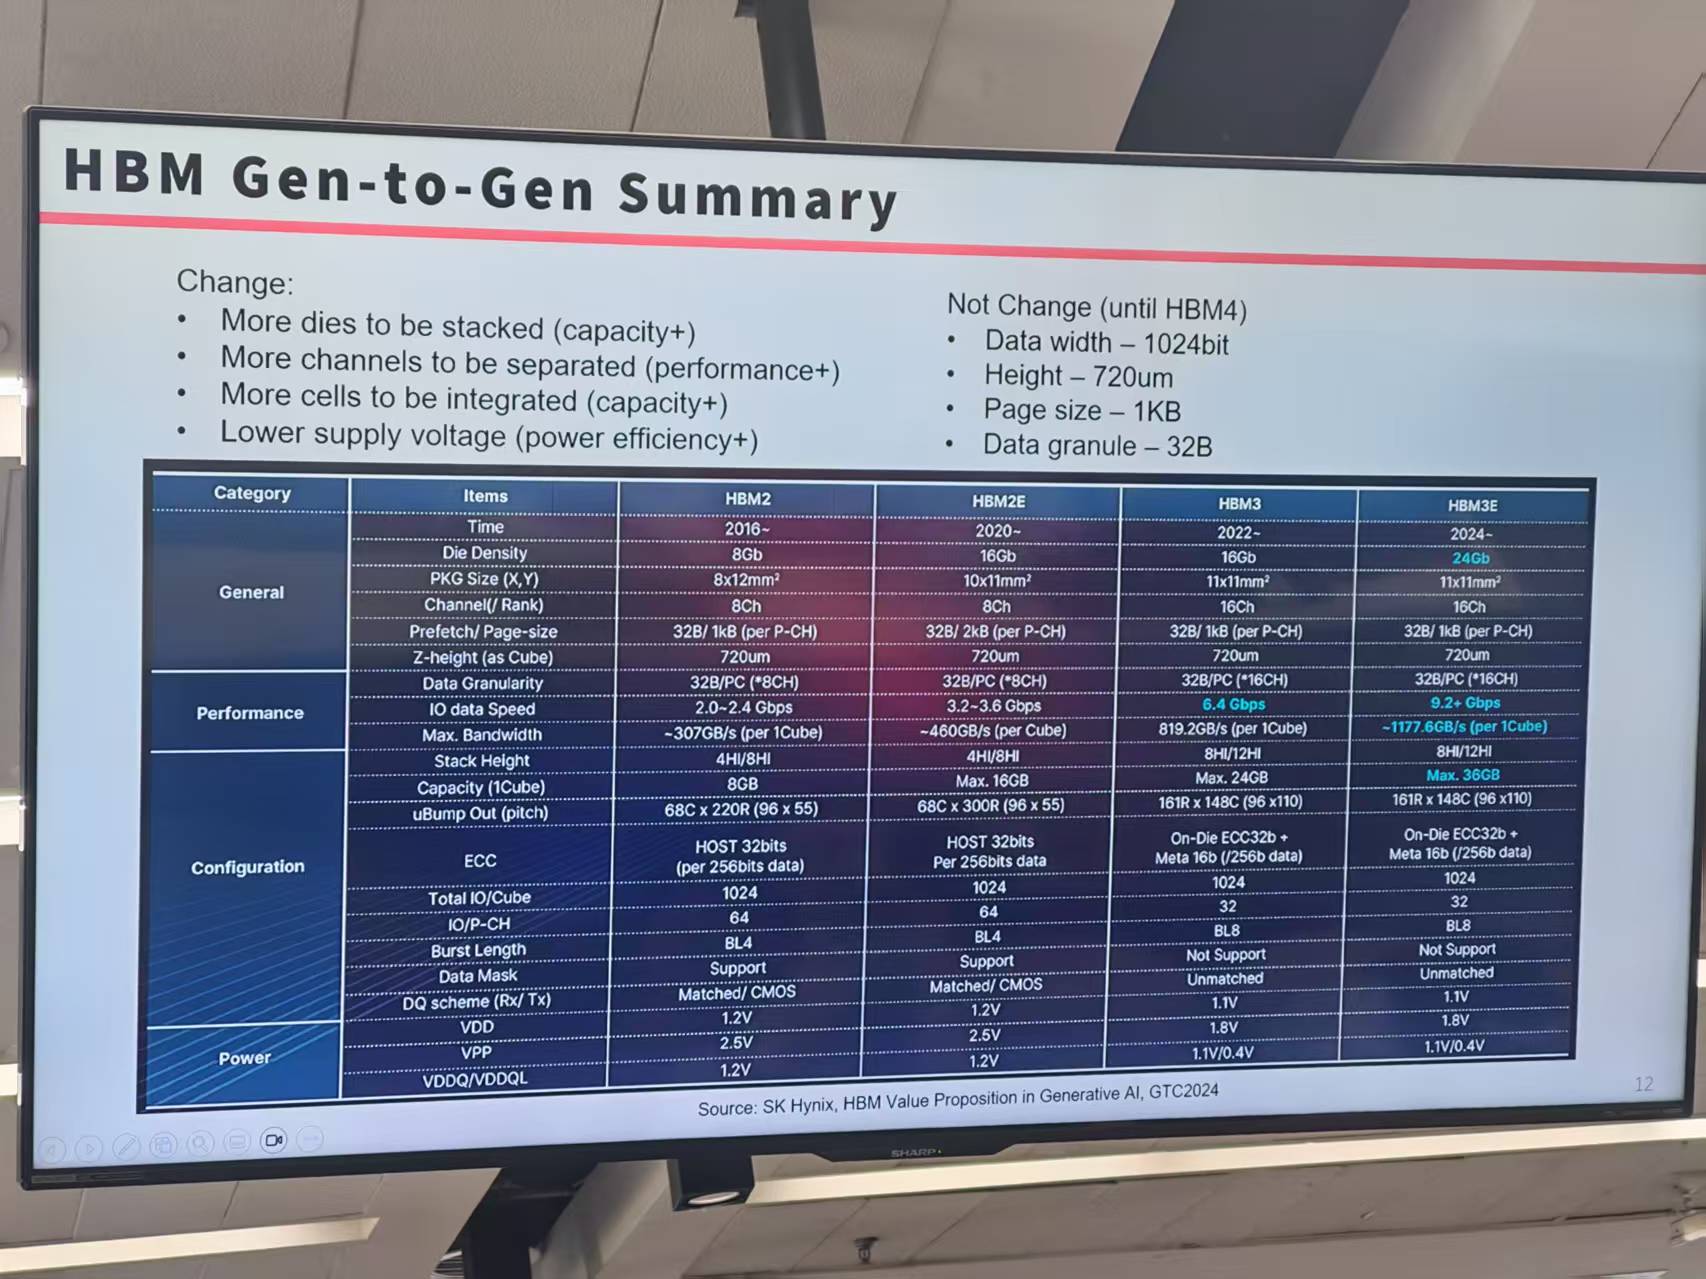 HBM Gen-to-Gen Summary
Change:
• More dies to be stacked (capacity+)
• More channels to be separated (performance+)
• More cells to be integrated (capacity+)
• Lower supply voltage (power efficiency+)
Not Change (until HBM4)
• Data width – 1024bit
• Height – 720um
• Page size – 1KB
• Data granule – 32B
Category Items HBM2 HBM2E HBM3 HBM3E
General
Time 2016~ 2020~ 2022~ 2024~
Die Density 8Gb 16Gb 16Gb 24Gb
PKG Size (X,Y) 8x12mm² 10x11mm² 11x11mm² 11x11mm²
Channel(/ Rank) 8Ch 8Ch 16Ch 16Ch
Prefetch/ Page-size 32B/ 1kB (per P-CH) 32B/ 2kB (per P-CH) 32B/ 1kB (per P-CH) 32B/ 1kB (per P-CH)
Z-height (as Cube) 720um 720um 720um 720um
Performance
Data Granularity 32B/PC (*8CH) 32B/PC (*8CH) 32B/PC (*16CH) 32B/PC (*16CH)
IO data Speed 2.0~2.4 Gbps 3.2~3.6 Gbps 6.4 Gbps 9.2+ Gbps
Max. Bandwidth ~307GB/s (per 1Cube) ~460GB/s (per Cube) 819.2GB/s (per 1Cube) ~1177.6GB/s (per 1Cube)
Configuration
Stack Height 4HI/8HI 4HI/8HI 8HI/12HI 8HI/12HI
Capacity (1Cube) 8GB Max. 16GB Max. 24GB Max. 36GB
uBump Out (pitch) 68C x 220R (96 x 55) 68C x 300R (96 x 55) 161R x 148C (96 x110) 161R x 148C (96 x110)
ECC HOST 32bits HOST 32bits On-Die ECC32b + On-Die ECC32b +
(per 256bits data) Per 256bits data Meta 16b (/256b data) Meta 16b (/256b data)
Total IO/Cube 1024 1024 1024 1024
IO/P-CH 64 64 32 32
Burst Length BL4 BL4 BL8 BL8
Data Mask Support Support Not Support Not Support
DQ scheme (Rx/ Tx) Matched/ CMOS Matched/ CMOS Unmatched Unmatched
Power
VDD 1.2V 1.2V 1.1V 1.1V
VPP 2.5V 2.5V 1.8V 1.8V
VDDQ/VDDQL 1.2V 1.2V 1.1V/0.4V 1.1V/0.4V
Source: SK Hynix, HBM Value Proposition in Generative AI, GTC2024
12
SHARP